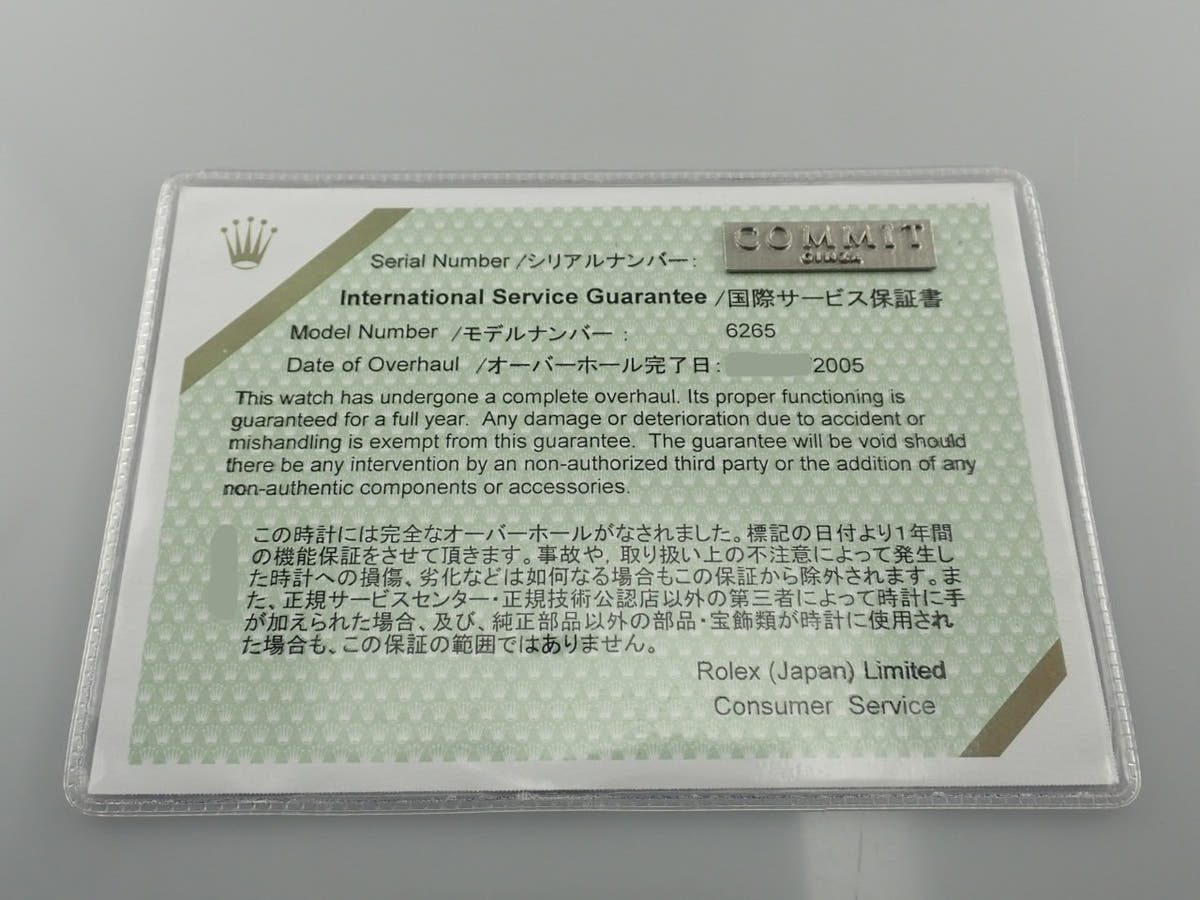 COMMIT
GINZA
Serial Number /シリアルナンバー:
International Service Guarantee /国際サービス保証書
Model Number /モデルナンバー : 6265
Date of Overhaul /オーバーホール完了日: /2005
This watch has undergone a complete overhaul. Its proper functioning is
guaranteed for a full year. Any damage or deterioration due to accident or
mishandling is exempt from this guarantee. The guarantee will be void should
there be any intervention by an non-authorized third party or the addition of any
non-authentic components or accessories.
この時計には完全なオーバーホールがなされました。標記の日付より1年間
の機能保証をさせて頂きます。事故や,取り扱い上の不注意によって発生し
た時計への損傷、劣化などは如何なる場合もこの保証から除外されます。ま
た、正規サービスセンター・正規技術公認店以外の第三者によって時計に手
が加えられた場合、及び、純正部品以外の部品・宝飾類が時計に使用され
た場合も、この保証の範囲ではありません。
Rolex (Japan) Limited
Consumer Service